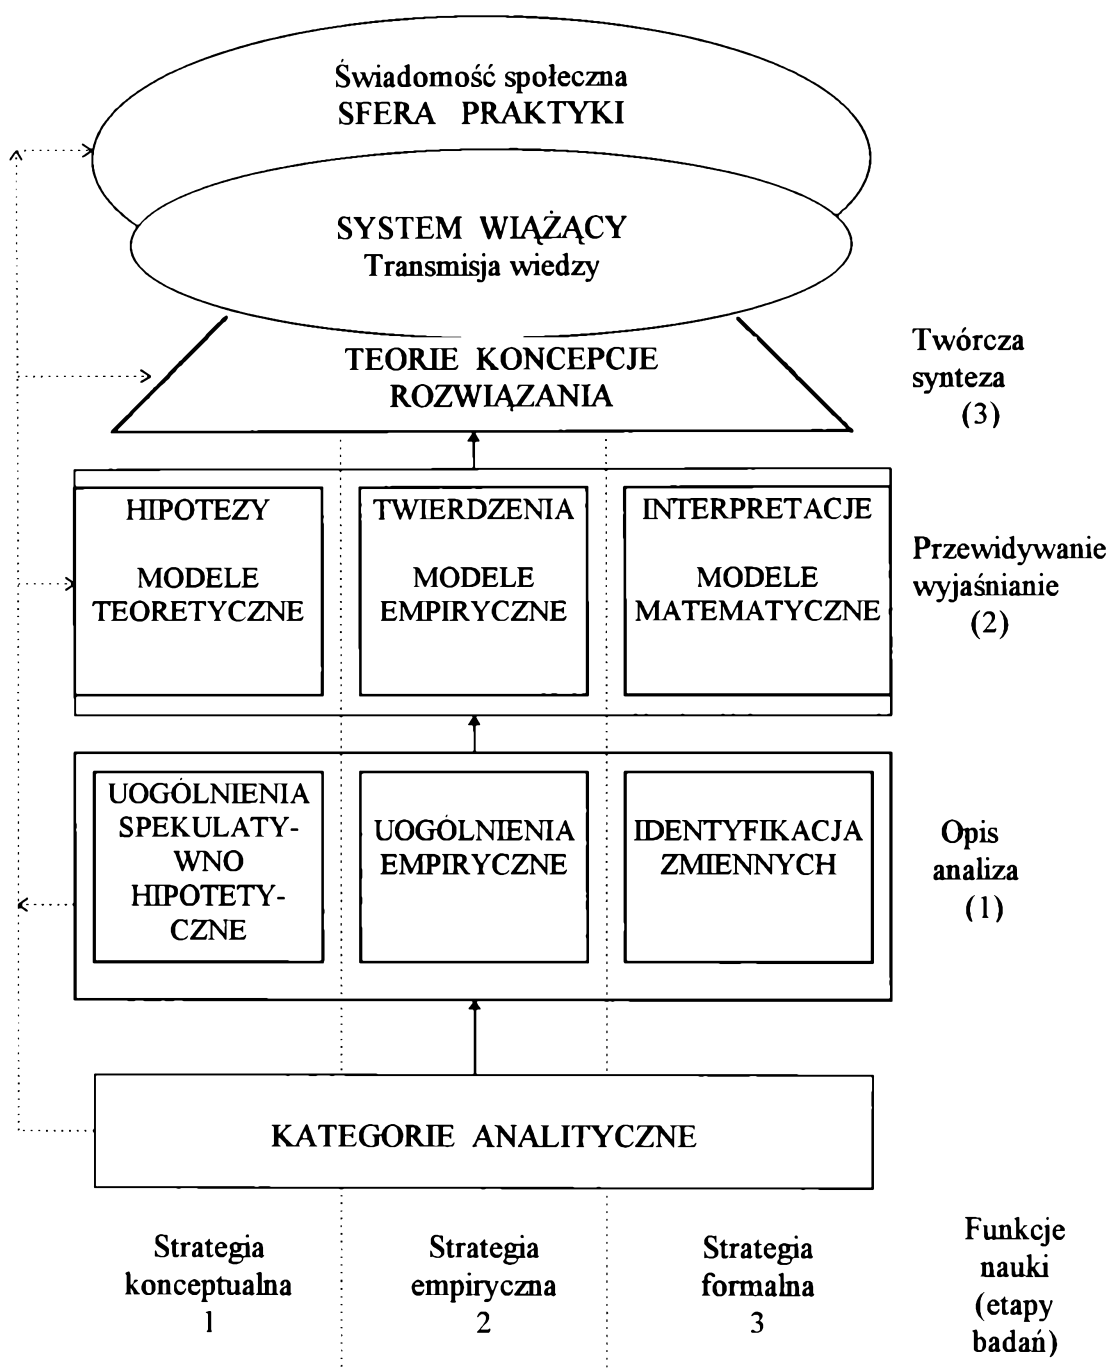 Świadomość społeczna
SFERA PRAKTYKI
SYSTEM WIĄŻĄCY
Transmisja wiedzy
TEORIE KONCEPCJE
ROZWIĄZANIA
Twórcza
synteza
(3)
HIPOTEZY
MODELE
TEORETYCZNE
TWIERDZENIA
MODELE
EMPIRYCZNE
INTERPRETACJE
MODELE
MATEMATYCZNE
Przewidywanie
wyjaśnianie
(2)
UOGÓLNIENIA
SPEKULATY-
WNO
HIPOTETY-
CZNE
UOGÓLNIENIA
EMPIRYCZNE
IDENTYFIKACJA
ZMIENNYCH
Opis
analiza
(1)
KATEGORIE ANALITYCZNE
Strategia
konceptualna
1
Strategia
empiryczna
2
Strategia
formalna
3
Funkcje
nauki
(etapy
badań)